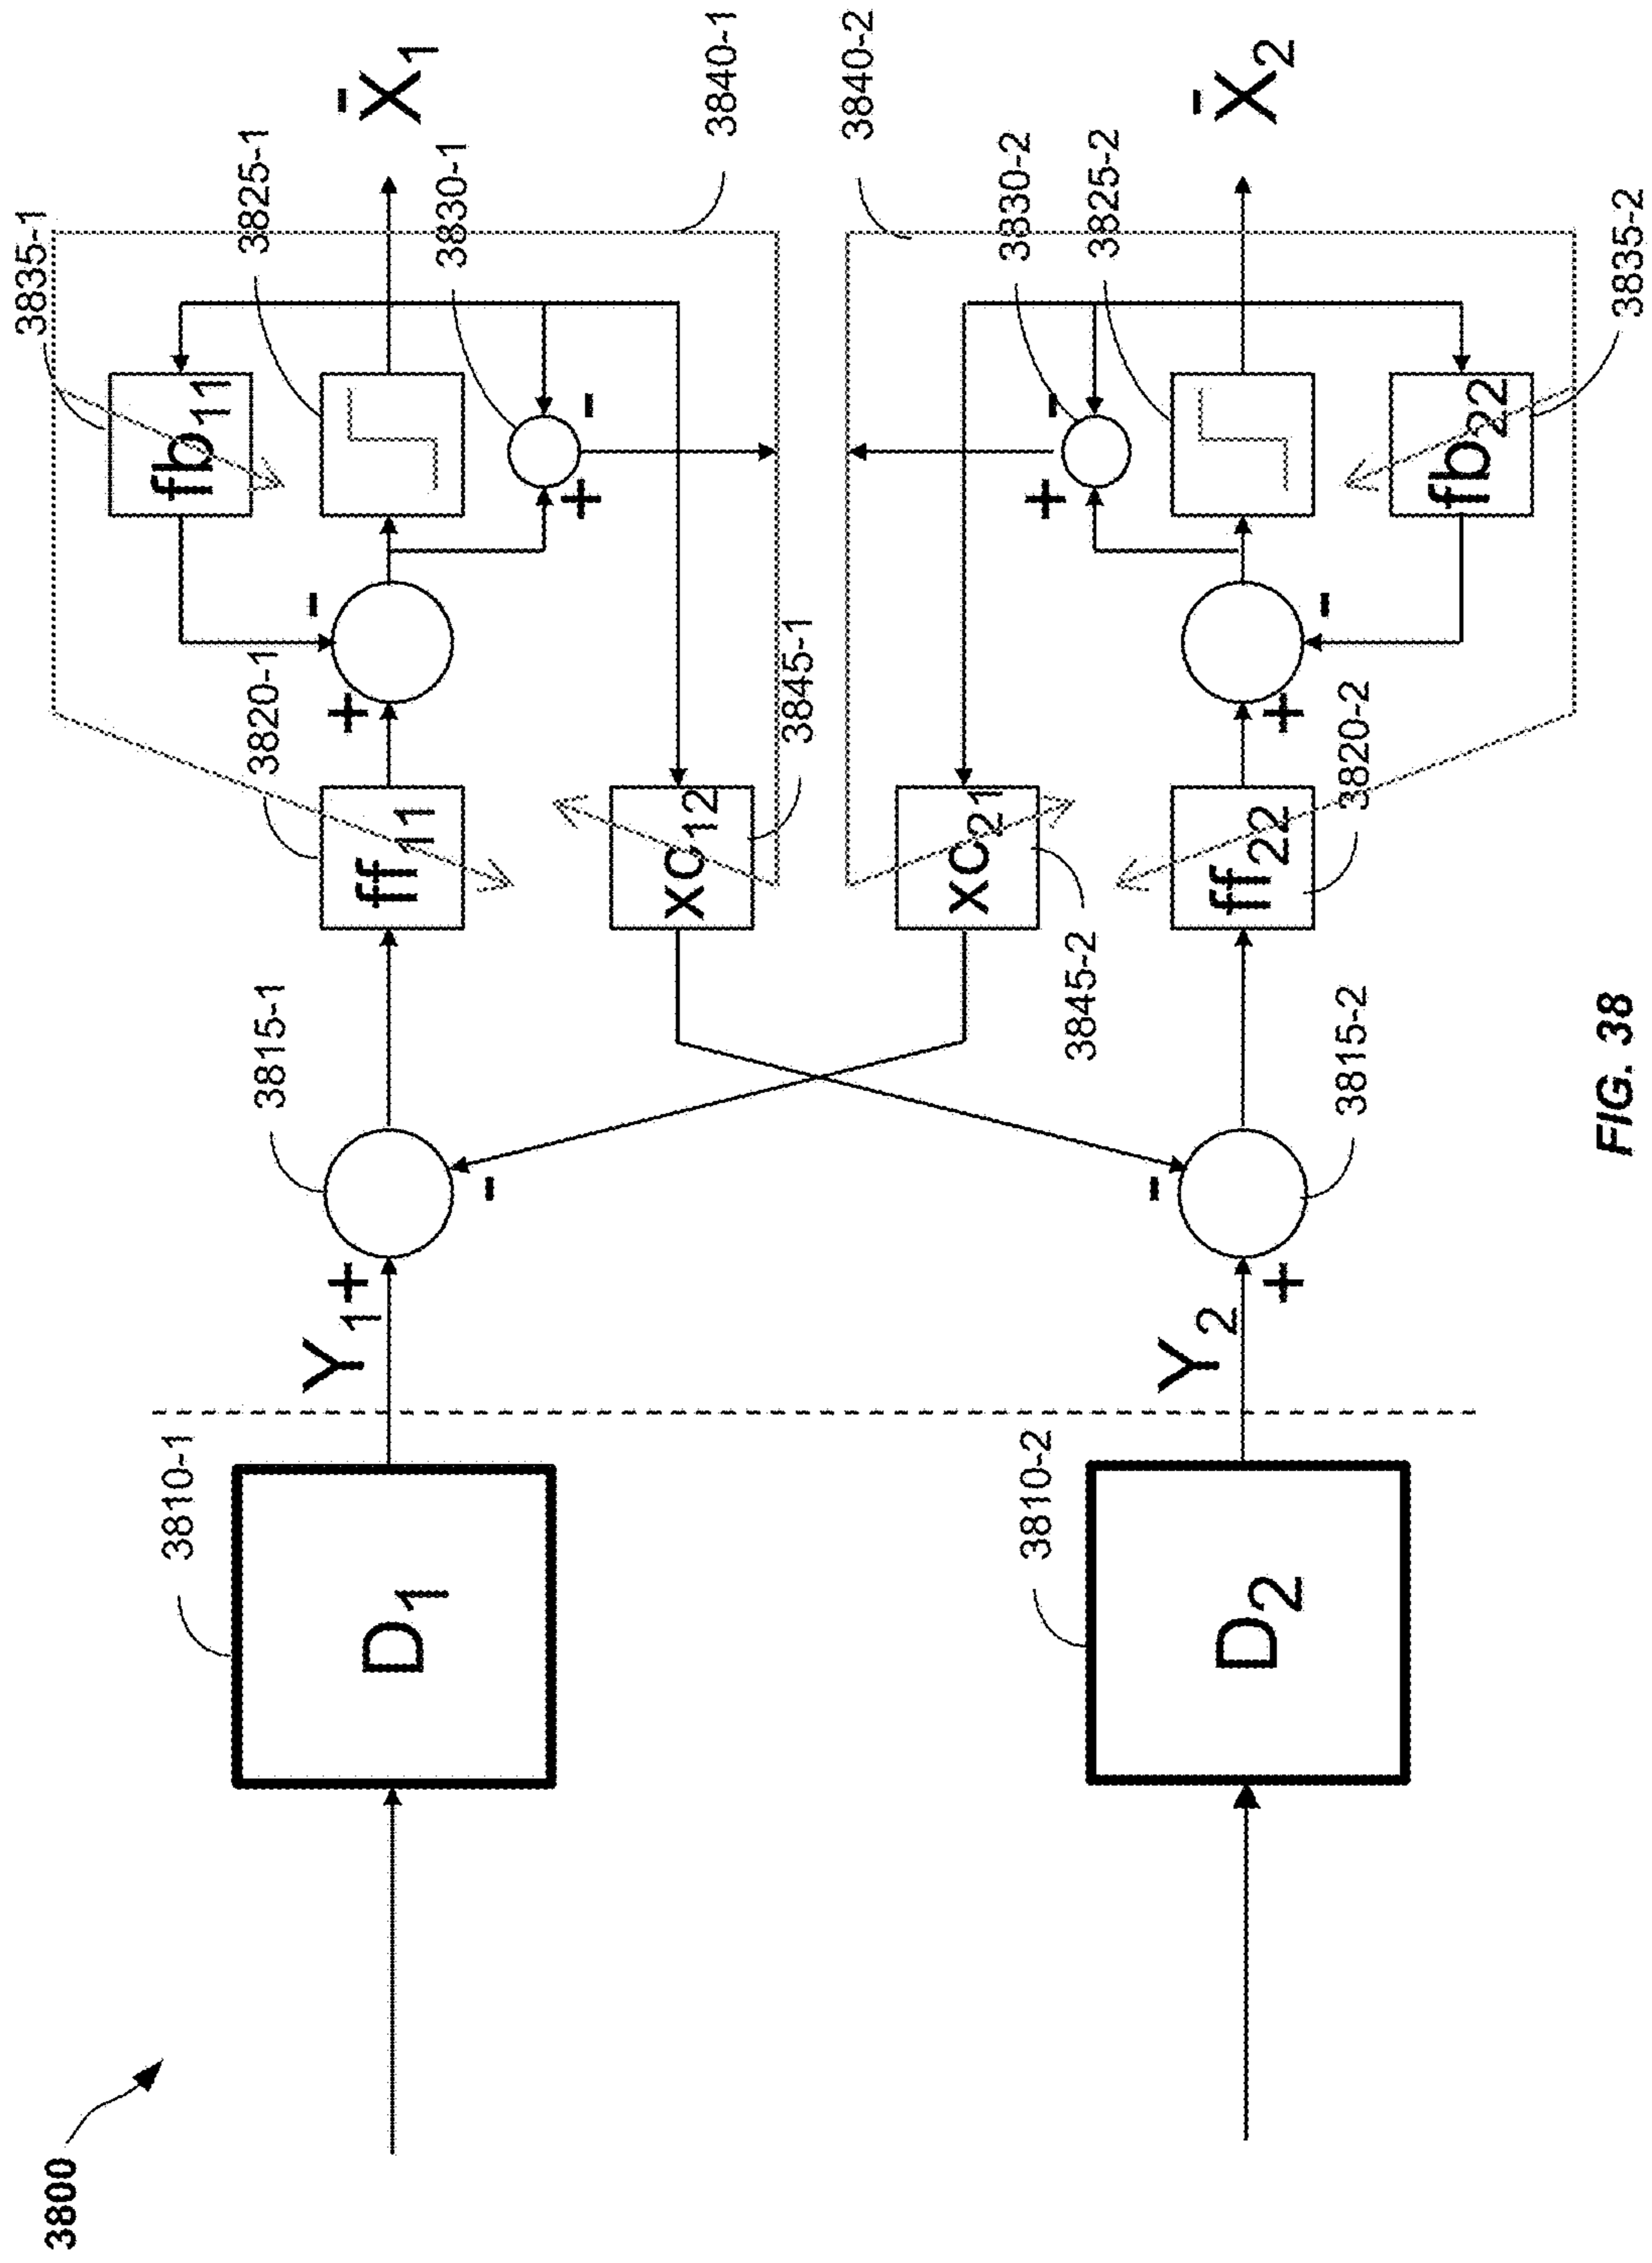 3800
3810-1
D1
Y1
+
3815-1
-
3820-1
ff11
+
-
3835-1
fb11
3825-1
3830-1
-
+
X̄1
3840-1
xc12
3845-1
3840-2
xc21
3845-2
3830-2
-
+
3825-2
X̄2
3810-2
D2
Y2
+
3815-2
-
3820-2
ff22
+
-
3835-2
fb22
FIG. 38